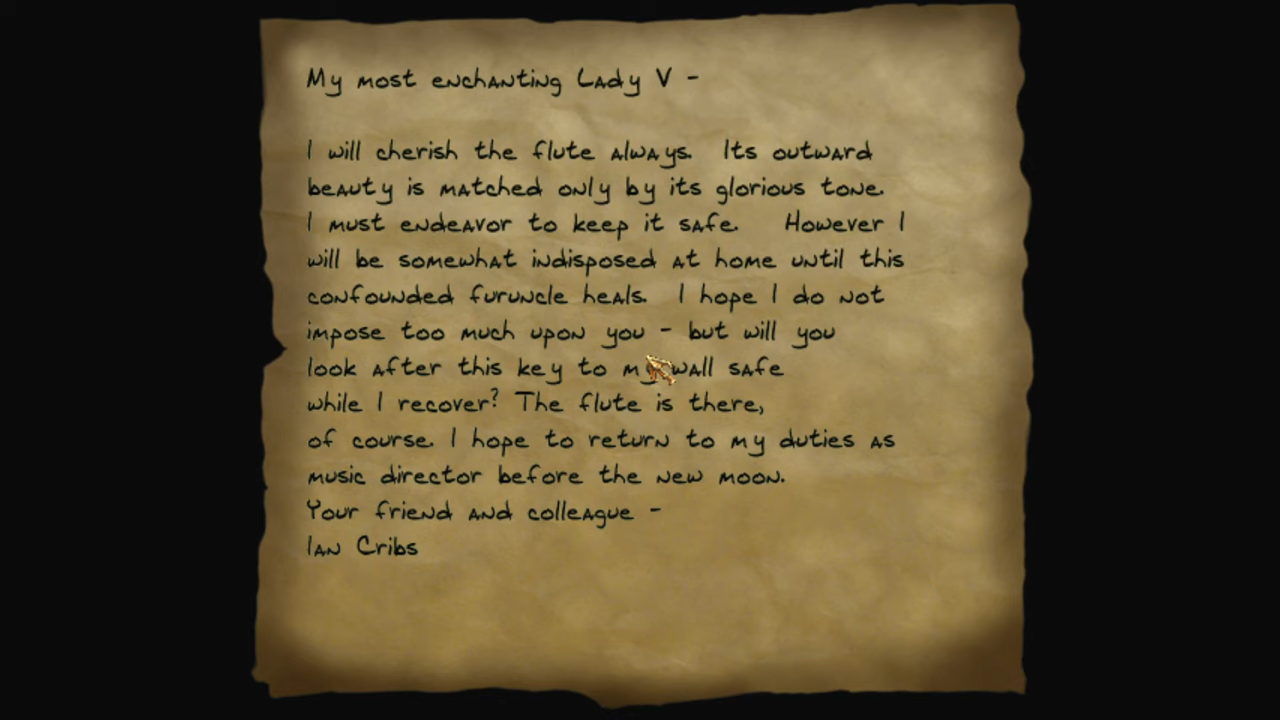 My most enchanting Lady V -
I will cherish the flute always. Its outward
beauty is matched only by its glorious tone.
I must endeavor to keep it safe. However I
will be somewhat indisposed at home until this
confounded furuncle heals. I hope I do not
impose too much upon you - but will you
look after this key to my wall safe
while I recover? The flute is there,
of course. I hope to return to my duties as
music director before the new moon.
Your friend and colleague -
Ian Cribs